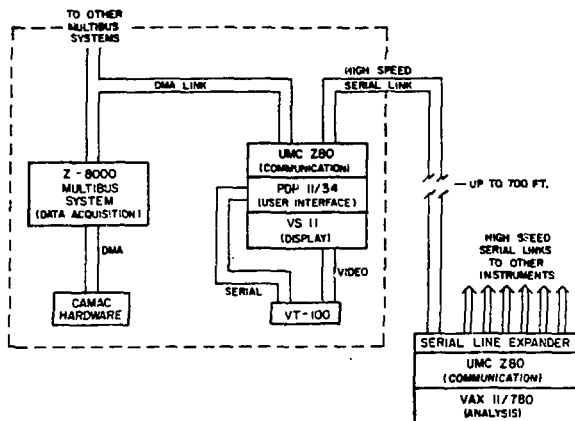 TO OTHER
MULTIBUS
SYSTEMS
DMA LINK
HIGH SPEED
SERIAL LINK
Z-8000
MULTIBUS
SYSTEM
(DATA ACQUISITION)
DMA
CAMAC
HARDWARE
UMC Z80
(COMMUNICATION)
PDP 11/34
(USER INTERFACE)
VS 11
(DISPLAY)
SERIAL
VIDEO
VT-100
UP TO 700 FT.
HIGH SPEED
SERIAL LINKS
TO OTHER
INSTRUMENTS
SERIAL LINE EXPANDER
UMC Z80
(COMMUNICATION)
VAX 11/780
(ANALYSIS)